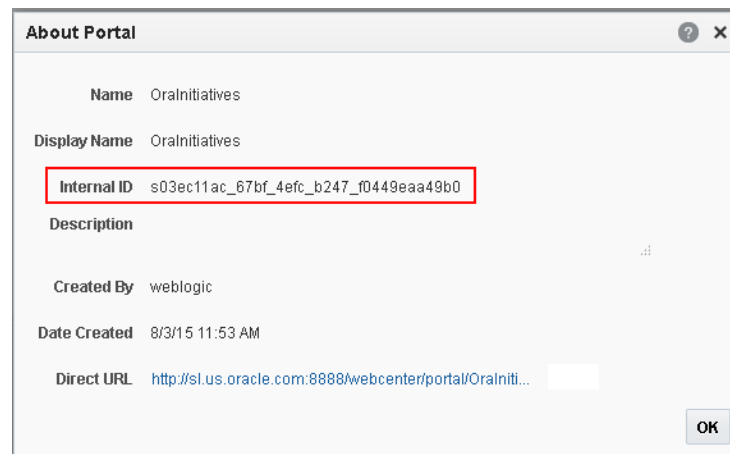 About Portal
Name OraInitiatives
Display Name OraInitiatives
Internal ID s03ec11ac_67bf_4efc_b247_f0449eaa49b0
Description
Created By weblogic
Date Created 8/3/15 11:53 AM
Direct URL http://sl.us.oracle.com:8888/webcenter/portal/OraIniti...
OK